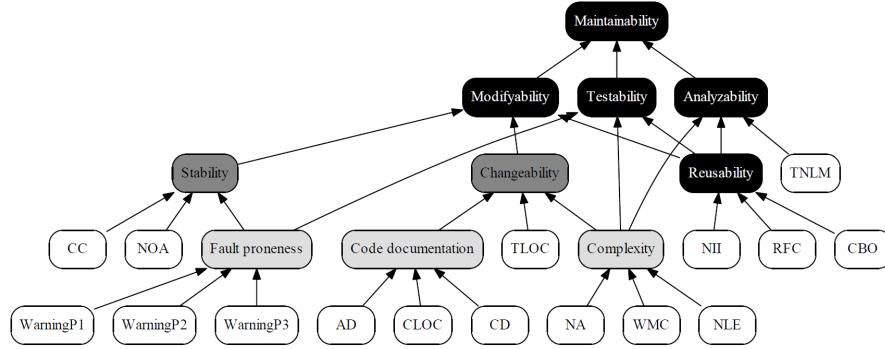 Maintainability
Modifyability
Testability
Analyzability
Stability
Changeability
Reusability
TNLM
CC
NOA
Fault proneness
Code documentation
TLOC
Complexity
NII
RFC
CBO
WarningP1
WarningP2
WarningP3
AD
CLOC
CD
NA
WMC
NLE